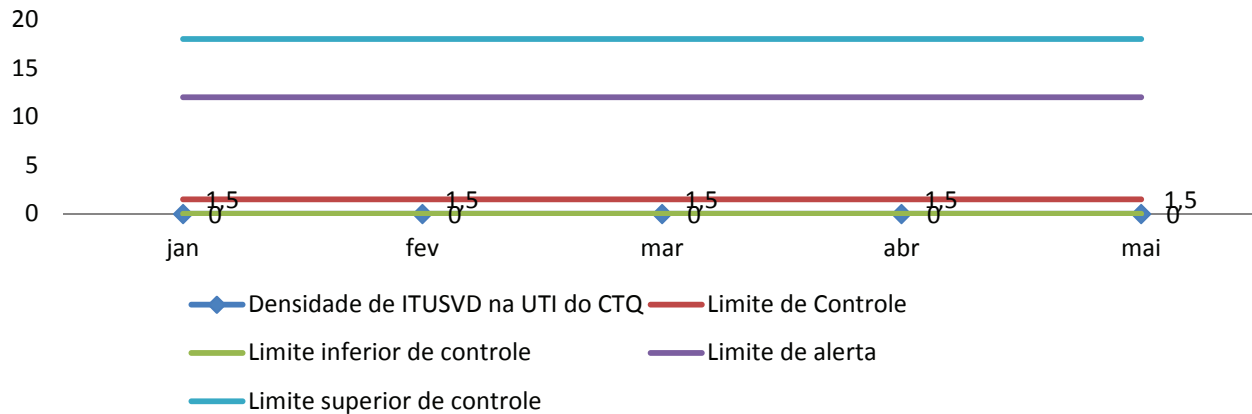 20
15
10
5
0
1,5 1,5 1,5 1,5 1,5
0 0 0 0 0
jan fev mar abr mai
Densidade de ITUSVD na UTI do CTQ Limite de Controle
Limite inferior de controle Limite de alerta
Limite superior de controle